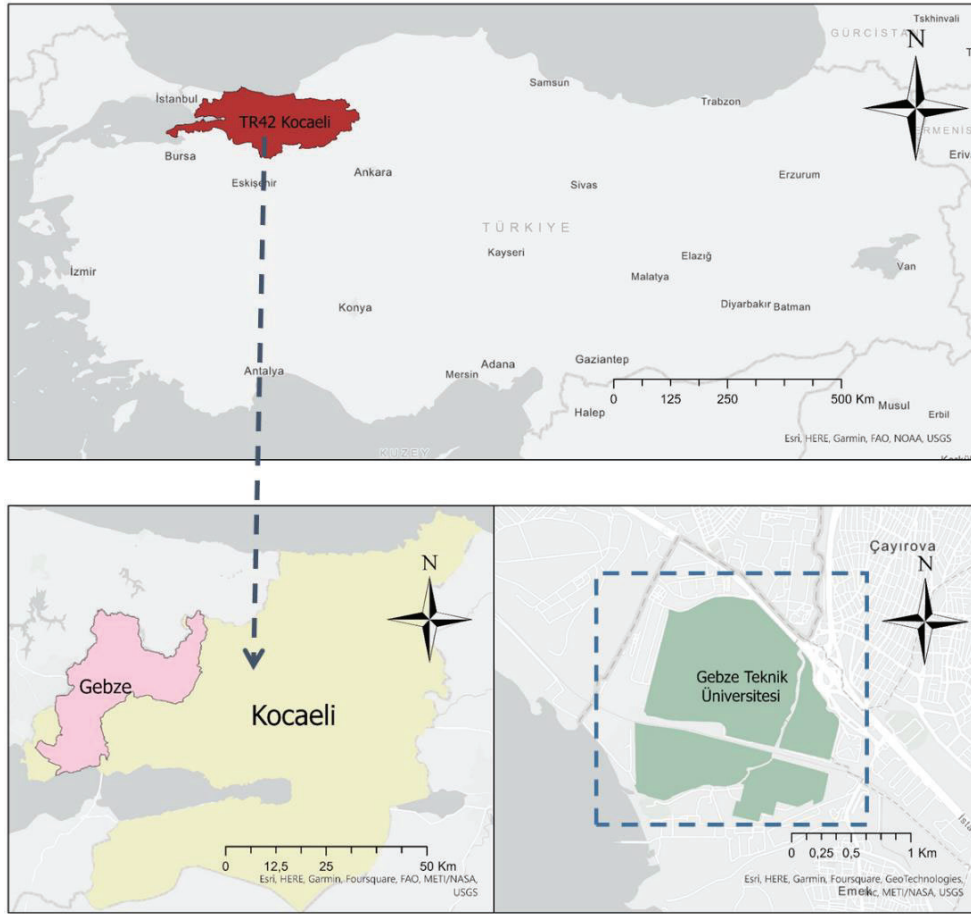 Tskhinvali
GÜRCİSTAN
N
T
Samsun
Trabzon
İstanbul
TR42 Kocaeli
ERMENİS
Bursa
Eriv
Ankara
Erzurum
Eskişehir
Sivas
TÜRKİYE
Kayseri
Elazığ
Van
İzmir
Malatya
Konya
Diyarbakır
Batman
Adana
Gaziantep
Antalya
Mersin
0 125 250 500 Km
Halep
Musul
Erbil
Esri, HERE, Garmin, FAO, NOAA, USGS
KUZEY
N
Gebze
Kocaeli
0 12,5 25 50 Km
Esri, HERE, Garmin, Foursquare, FAO, METI/NASA,
USGS
Çayırova
N
Gebze Teknik
Üniversitesi
0 0,25 0,5 1 Km
Esri, HERE, Garmin, Foursquare, GeoTechnologies,
Inc, METI/NASA, USGS
Emek